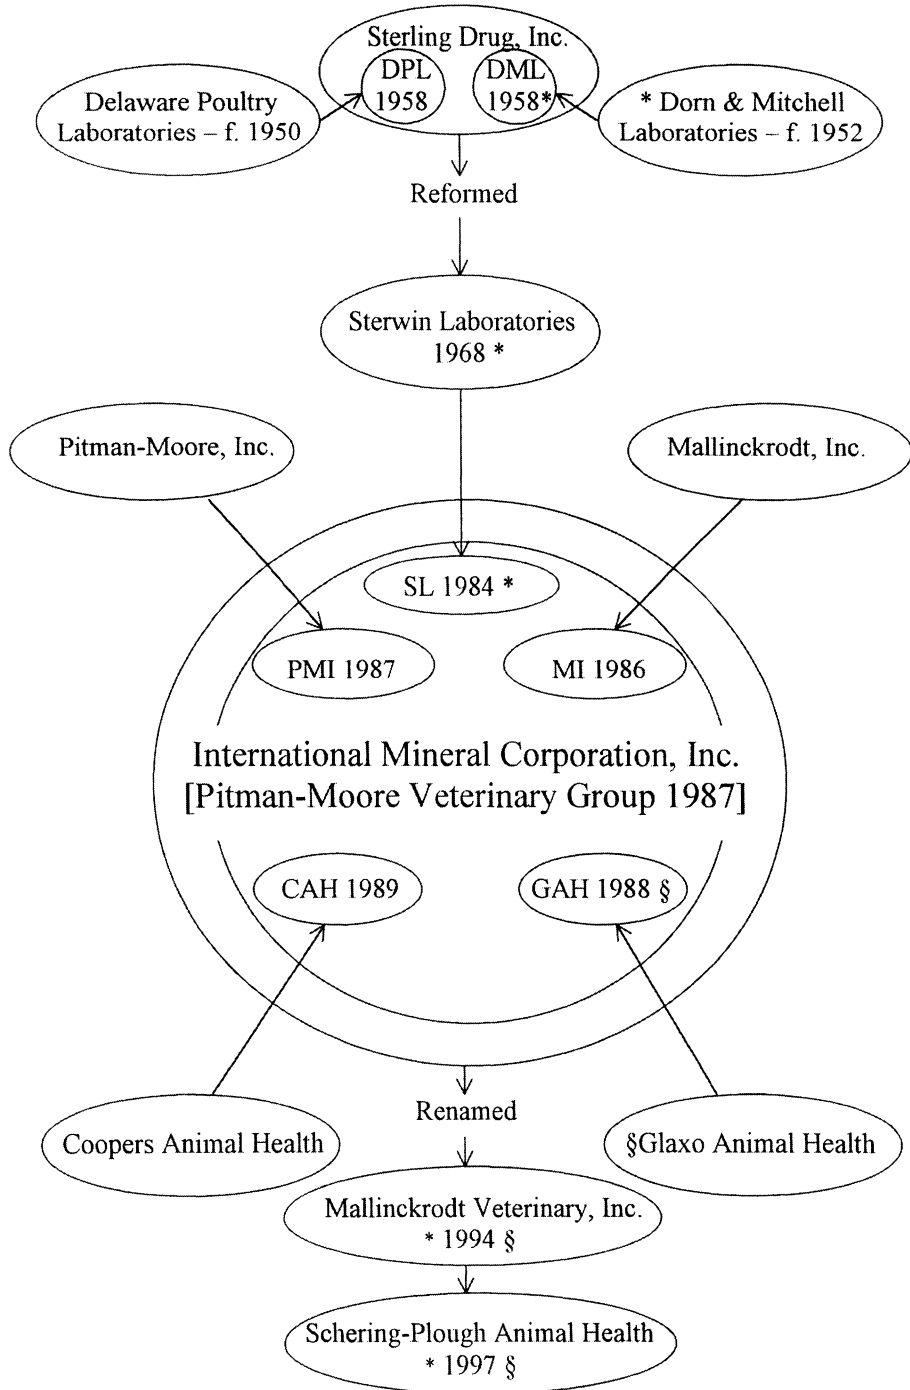 Sterling Drug, Inc.
DPL
1958
DML
1958*
Delaware Poultry
Laboratories – f. 1950
* Dorn & Mitchell
Laboratories – f. 1952
Reformed
Sterwin Laboratories
1968 *
Pitman-Moore, Inc.
Mallinckrodt, Inc.
SL 1984 *
PMI 1987
MI 1986
International Mineral Corporation, Inc.
[Pitman-Moore Veterinary Group 1987]
CAH 1989
GAH 1988 §
Renamed
Coopers Animal Health
§Glaxo Animal Health
Mallinckrodt Veterinary, Inc.
* 1994 §
Schering-Plough Animal Health
* 1997 §